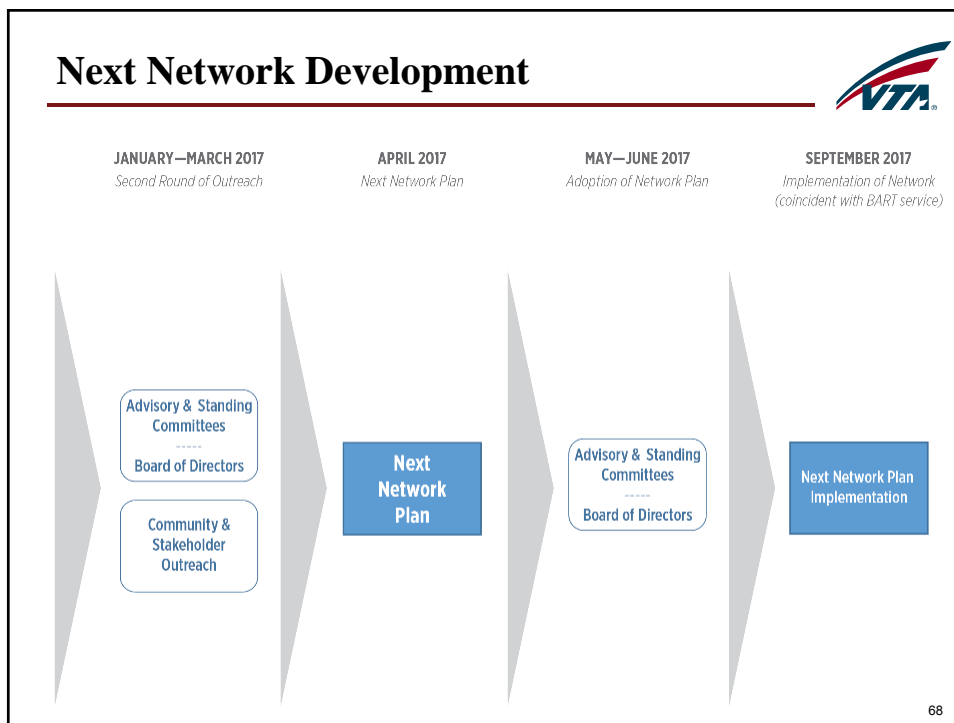 Next Network Development
VTA
®
JANUARY—MARCH 2017
Second Round of Outreach
APRIL 2017
Next Network Plan
MAY—JUNE 2017
Adoption of Network Plan
SEPTEMBER 2017
Implementation of Network
(coincident with BART service)
Advisory & Standing
Committees
-----
Board of Directors
Community &
Stakeholder
Outreach
Next
Network
Plan
Advisory & Standing
Committees
-----
Board of Directors
Next Network Plan
Implementation
68